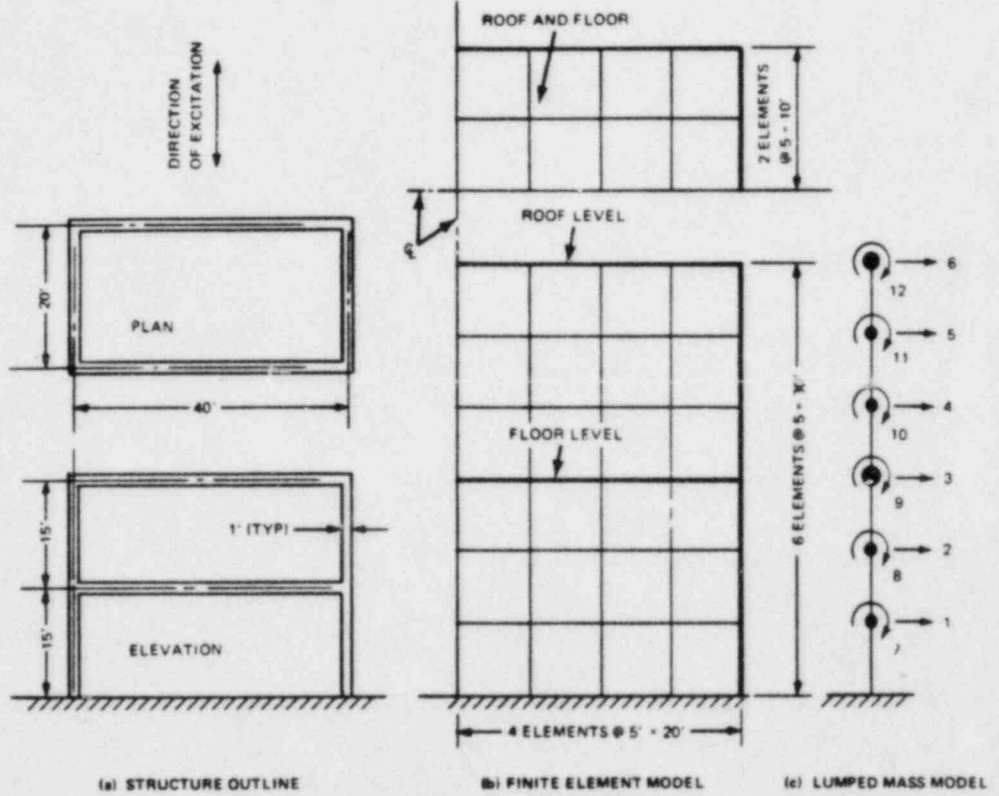 ROOF AND FLOOR
DIRECTION
OF EXCITATION
2 ELEMENTS
@ 5 = 10'
℄
ROOF LEVEL
20'
PLAN
40'
FLOOR LEVEL
6 ELEMENTS @ 5 =
15'
1' (TYP)
15'
ELEVATION
4 ELEMENTS @ 5' = 20'
6
12
5
11
4
10
3
9
2
8
1
7
(a) STRUCTURE OUTLINE
(b) FINITE ELEMENT MODEL
(c) LUMPED MASS MODEL